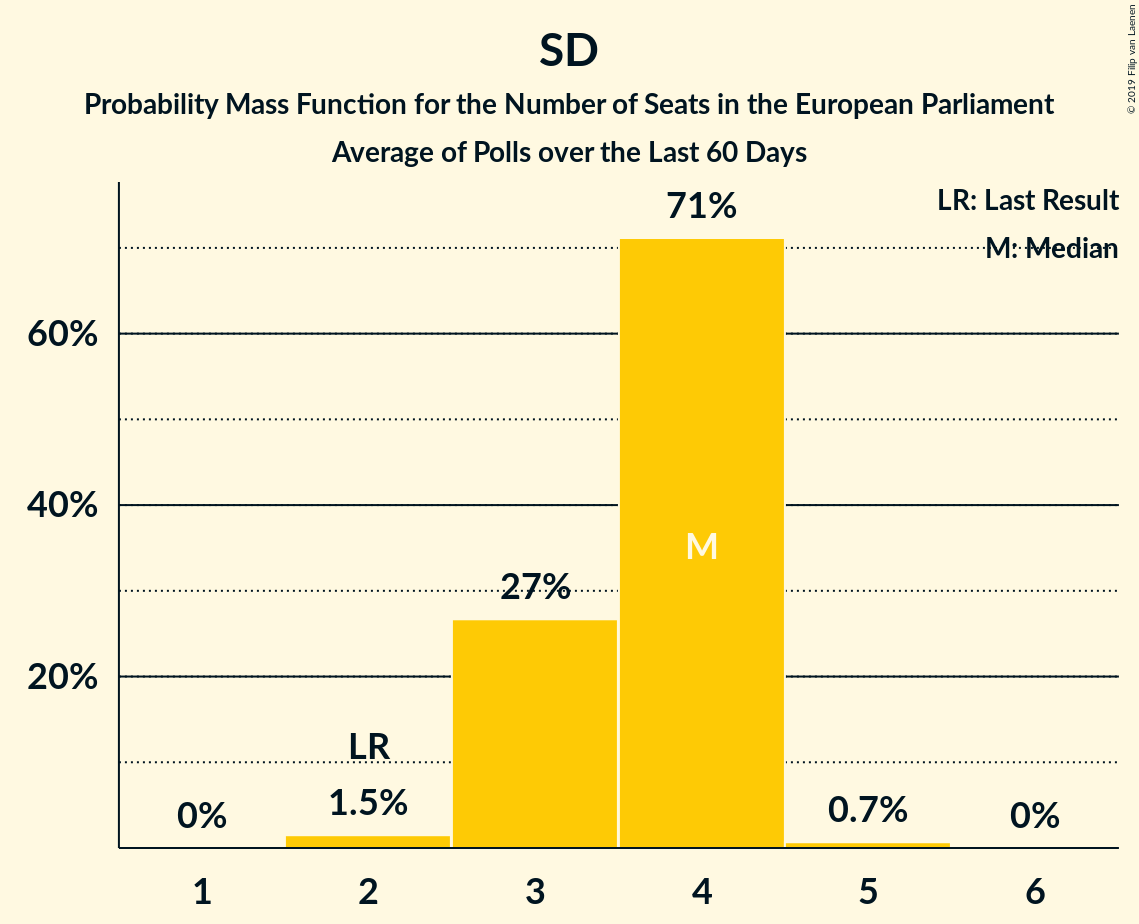 SD
Probability Mass Function for the Number of Seats in the European Parliament
Average of Polls over the Last 60 Days
© 2019 Filip van Laenen
LR: Last Result
M: Median
71%
60%
40%
M
27%
20%
LR
1.5%
0%
0.7%
0%
1 2 3 4 5 6